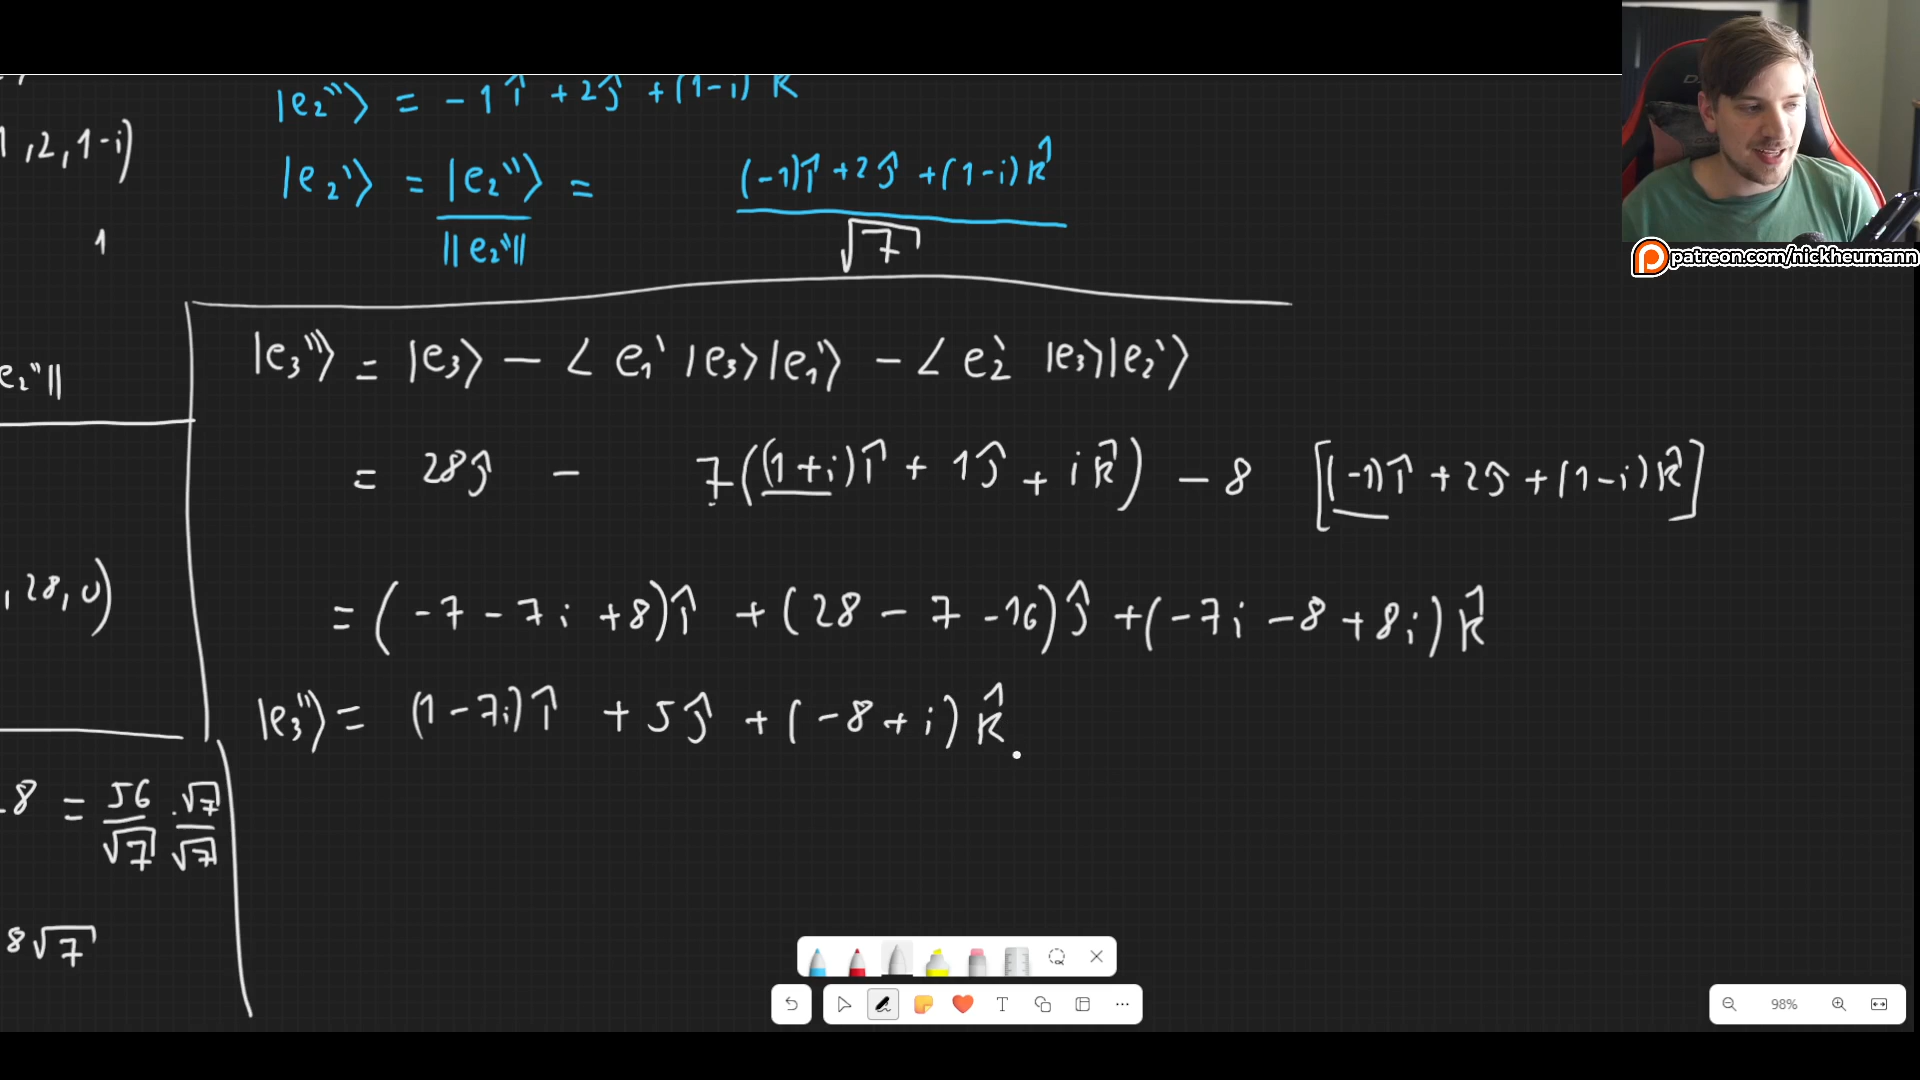 |e₂''⟩ = -1î + 2ĵ + (1-i) k
1, 2, 1-i)
|e₂'⟩ = |e₂''⟩ / ||e₂''|| = (-1)î + 2ĵ + (1-i)k̂ / √7
1
|e₃''⟩ = |e₃⟩ - ⟨e₁'|e₃⟩|e₁'⟩ - ⟨e₂'|e₃⟩|e₂'⟩
e₂''||
= 28ĵ - 7((1+i)î + 1ĵ + ik̂) - 8 [(-1)î + 2ĵ + (1-i)k̂]
, 28, 0)
= (-7 - 7i + 8)î + (28 - 7 - 16)ĵ + (-7i - 8 + 8i)k̂
|e₃''⟩ = (1 - 7i)î + 5ĵ + (-8 + i)k̂
8 = 56/√7 · √7/√7
8√7
patreon.com/nickheumann
T
98%